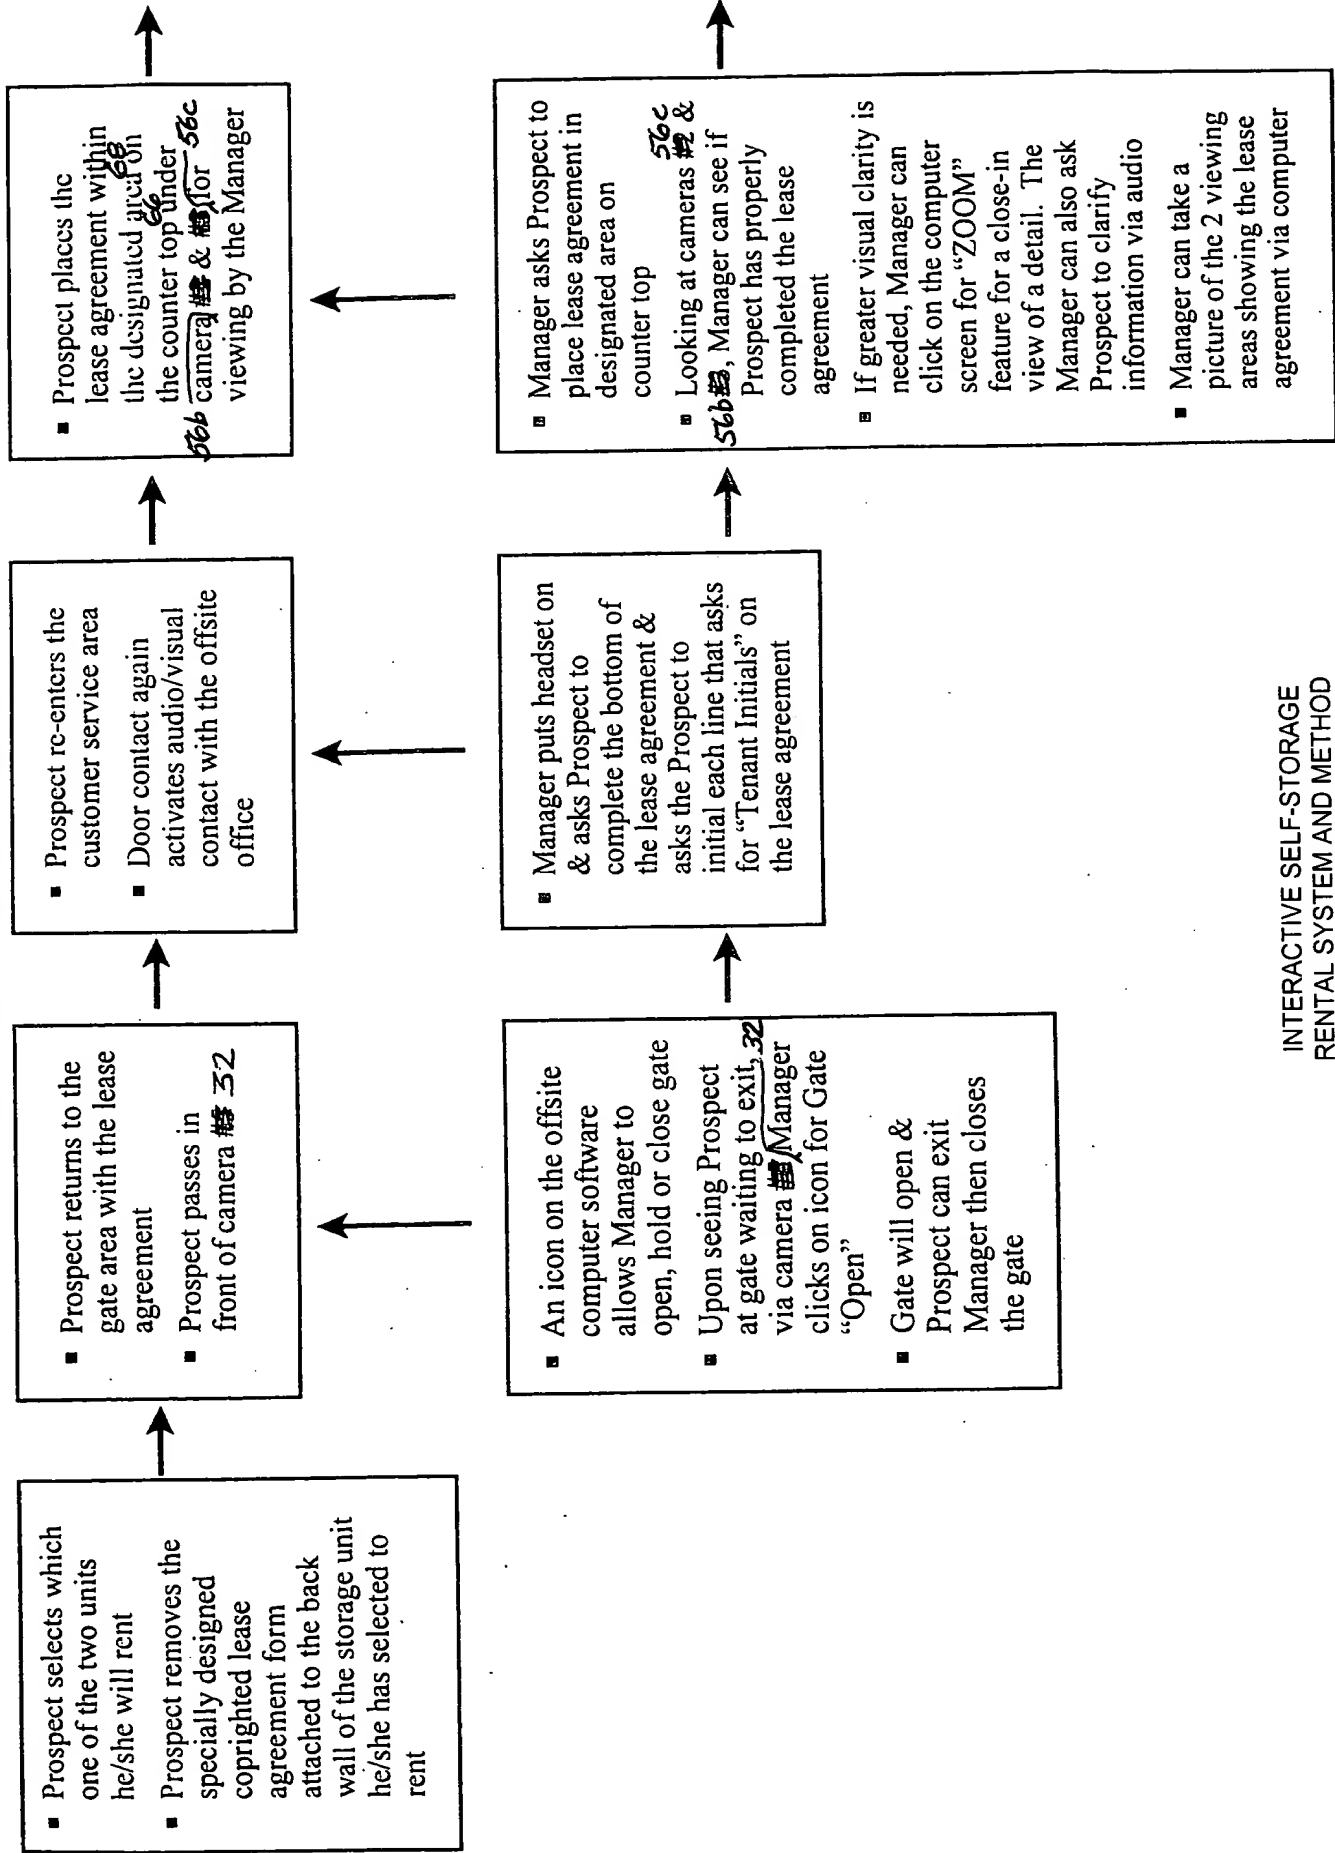 ▪ Prospect selects which
one of the two units
he/she will rent
▪ Prospect removes the
specially designed
coprighted lease
agreement form
attached to the back
wall of the storage unit
he/she has selected to
rent
▪ Prospect returns to the
gate area with the lease
agreement
▪ Prospect passes in
front of camera 32
▪ Prospect re-enters the
customer service area
▪ Door contact again
activates audio/visual
contact with the offsite
office
▪ Prospect places the
lease agreement within
68
the designated area on
66
the counter top under
56b camera & for 56c
viewing by the Manager
▪ An icon on the offsite
computer software
allows Manager to
open, hold or close gate
▪ Upon seeing Prospect
at gate waiting to exit, 32
via camera Manager
clicks on icon for Gate
“Open”
▪ Gate will open &
Prospect can exit
Manager then closes
the gate
▪ Manager puts headset on
& asks Prospect to
complete the bottom of
the lease agreement &
asks the Prospect to
initial each line that asks
for “Tenant Initials” on
the lease agreement
▪ Manager asks Prospect to
place lease agreement in
designated area on
counter top
56c
▪ Looking at cameras #2 &
56b, Manager can see if
Prospect has properly
completed the lease
agreement
▪ If greater visual clarity is
needed, Manager can
click on the computer
screen for “ZOOM”
feature for a close-in
view of a detail. The
Manager can also ask
Prospect to clarify
information via audio
▪ Manager can take a
picture of the 2 viewing
areas showing the lease
agreement via computer
INTERACTIVE SELF-STORAGE
RENTAL SYSTEM AND METHOD